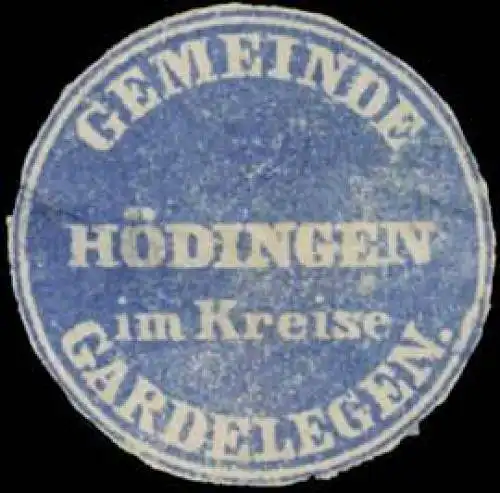 GEMEINDE
HÖDINGEN
im Kreise
GARDELEGEN.